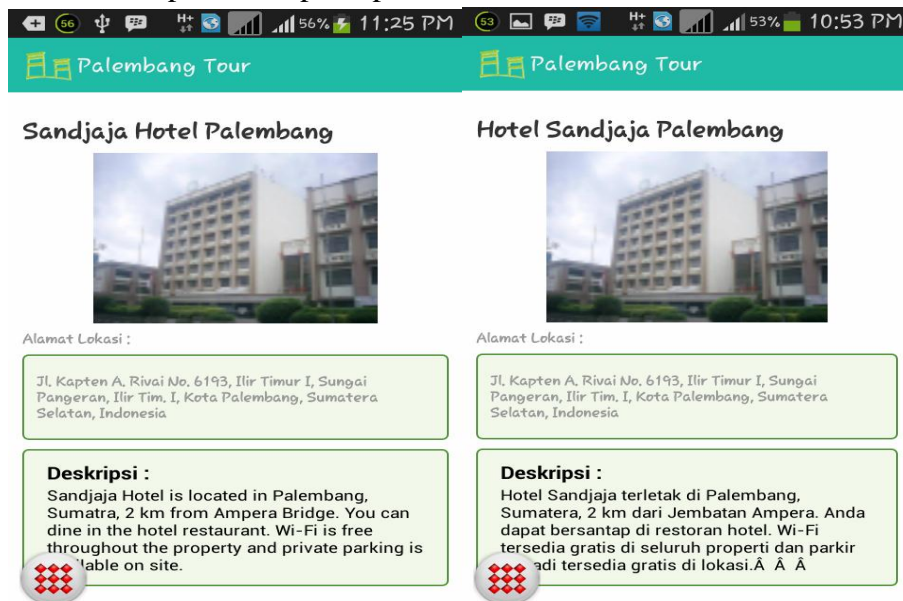 56 H+ 56% 11:25 PM
Palembang Tour
Sandjaja Hotel Palembang
Alamat Lokasi :
Jl. Kapten A. Rivai No. 6193, Ilir Timur I, Sungai
Pangeran, Ilir Tim. I, Kota Palembang, Sumatera
Selatan, Indonesia
Deskripsi :
Sandjaja Hotel is located in Palembang,
Sumatra, 2 km from Ampera Bridge. You can
dine in the hotel restaurant. Wi-Fi is free
throughout the property and private parking is
lable on site.
53 H+ 53% 10:53 PM
Palembang Tour
Hotel Sandjaja Palembang
Alamat Lokasi :
Jl. Kapten A. Rivai No. 6193, Ilir Timur I, Sungai
Pangeran, Ilir Tim. I, Kota Palembang, Sumatera
Selatan, Indonesia
Deskripsi :
Hotel Sandjaja terletak di Palembang,
Sumatera, 2 km dari Jembatan Ampera. Anda
dapat bersantap di restoran hotel. Wi-Fi
tersedia gratis di seluruh properti dan parkir
adi tersedia gratis di lokasi.Â Â Â